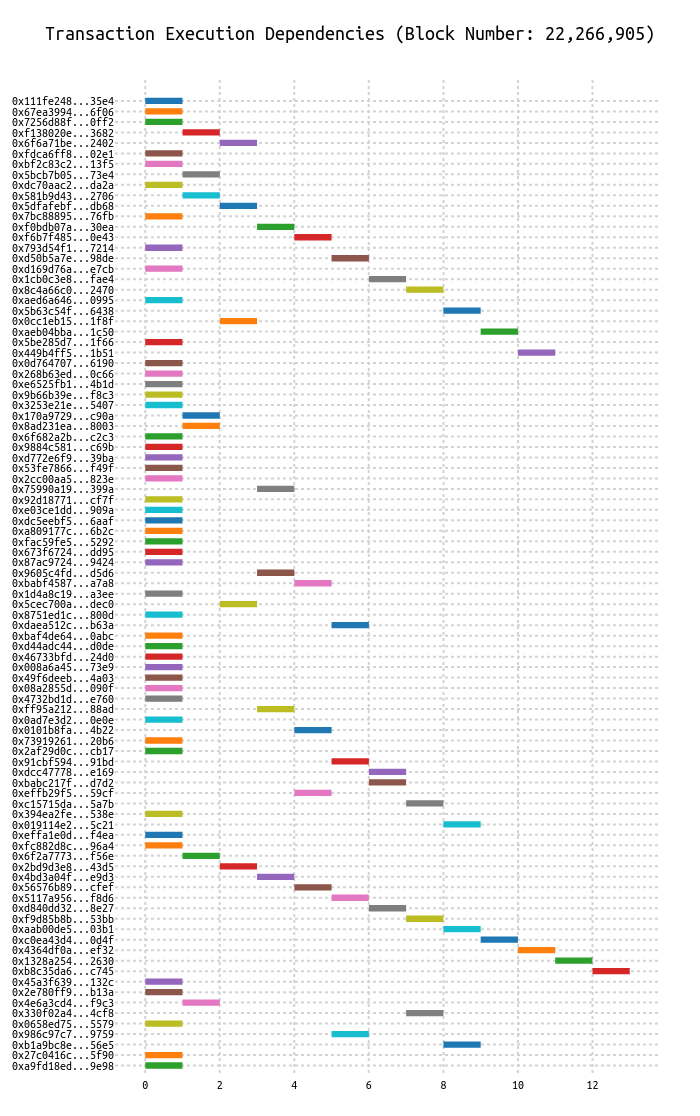 Transaction Execution Dependencies (Block Number: 22,266,905)
0x111fe248...35e4
0x67ea3994...6f06
0x7256d88f...0ff2
0xf138020e...3682
0x6f6a71be...2402
0xfdca6ff8...02e1
0xbf2c83c2...13f5
0x5bcb7b05...73e4
0xdc70aac2...da2a
0x581b9d43...2706
0x5dfafebf...db68
0x7bc88895...76fb
0xf0bdb07a...30ea
0xf6b7f485...0e43
0x793d54f1...7214
0xd50b5a7e...98de
0xd169d76a...e7cb
0x1cb0c3e8...fae4
0x8c4a66c0...2470
0xaed6a646...0995
0x5b63c54f...6438
0x0cc1eb15...1f8f
0xaeb04bba...1c50
0x5be285d7...1f66
0x449b4ff5...1b51
0x0d764707...6190
0x268b63ed...0c66
0xe6525fb1...4b1d
0x9b66b39e...f8c3
0x3253e21e...5407
0x170a9729...c90a
0x8ad231ea...8003
0x6f682a2b...c2c3
0x9884c581...c69b
0xd772e6f9...39ba
0x53fe7866...f49f
0x2cc00aa5...823e
0x75990a19...399a
0x92d18771...cf7f
0xe03ce1dd...909a
0xdc5eebf5...6aaf
0xa809177c...6b2c
0xfac59fe5...5292
0x673f6724...dd95
0x87ac9724...9424
0x9605c4fd...d5d6
0xbabf4587...a7a8
0x1d4a8c19...a3ee
0x5cec700a...dec0
0x8751ed1c...800d
0xdaea512c...b63a
0xbaf4de64...0abc
0xd44adc44...d0de
0x46733bfd...24d0
0x008a6a45...73e9
0x49f6deeb...4a03
0x08a2855d...090f
0x4732bd1d...e760
0xff95a212...88ad
0x0ad7e3d2...0e0e
0x0101b8fa...4b22
0x73919261...20b6
0x2af29d0c...cb17
0x91cbf594...91bd
0xdcc47778...e169
0xbabc217f...d7d2
0xeffb29f5...59cf
0xc15715da...5a7b
0x394ea2fe...538e
0x019114e2...5c21
0xeffa1e0d...f4ea
0xfc882d8c...96a4
0x6f2a7773...f56e
0x2bd9d3e8...43d5
0x4bd3a04f...e9d3
0x56576b89...cfef
0x5117a956...f8d6
0xd840dd32...8e27
0xf9d85b8b...53bb
0xaab00de5...03b1
0xc0ea43d4...0d4f
0x4364df0a...ef32
0x1328a254...2630
0xb8c35da6...c745
0x45a3f639...132c
0x2e780ff9...b13a
0x4e6a3cd4...f9c3
0x330f02a4...4cf8
0x0658ed75...5579
0x986c97c7...9759
0xb1a9bc8e...56e5
0x27c0416c...5f90
0xa9fd18ed...9e98
0 2 4 6 8 10 12